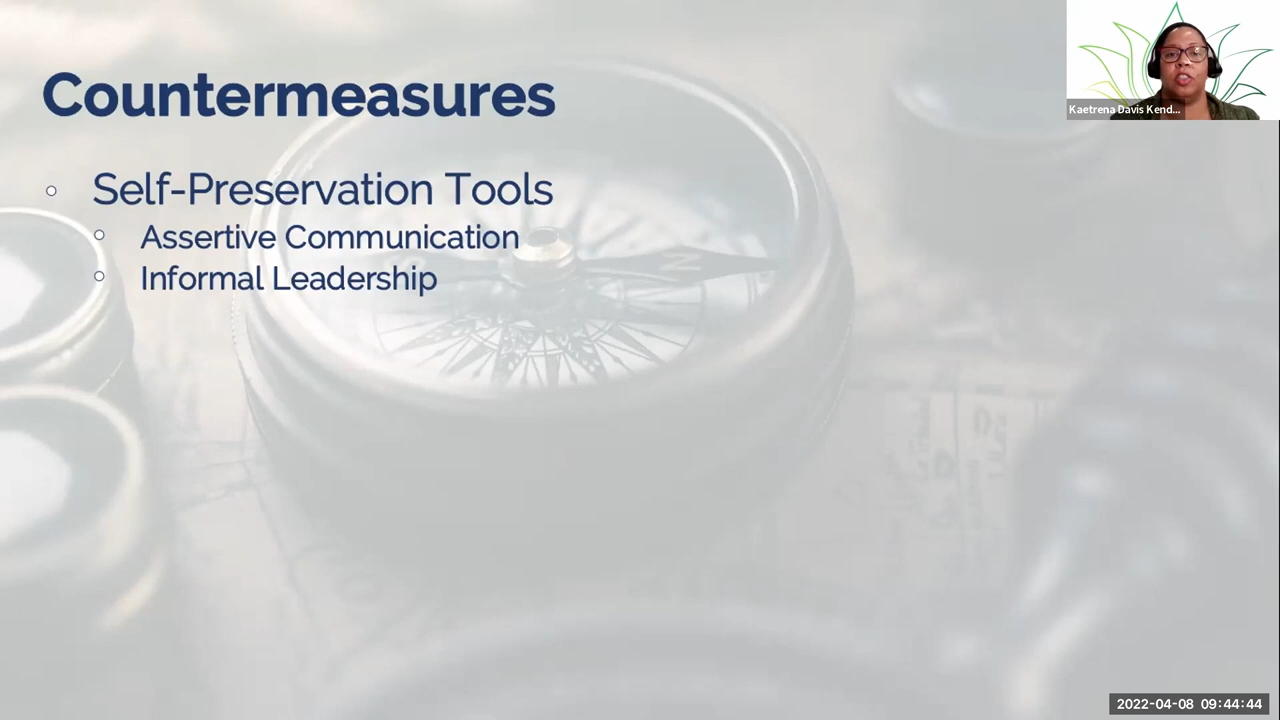 Countermeasures
Self-Preservation Tools
Assertive Communication
Informal Leadership
N
Kaetrena Davis Kend...
2022-04-08 09:44:44